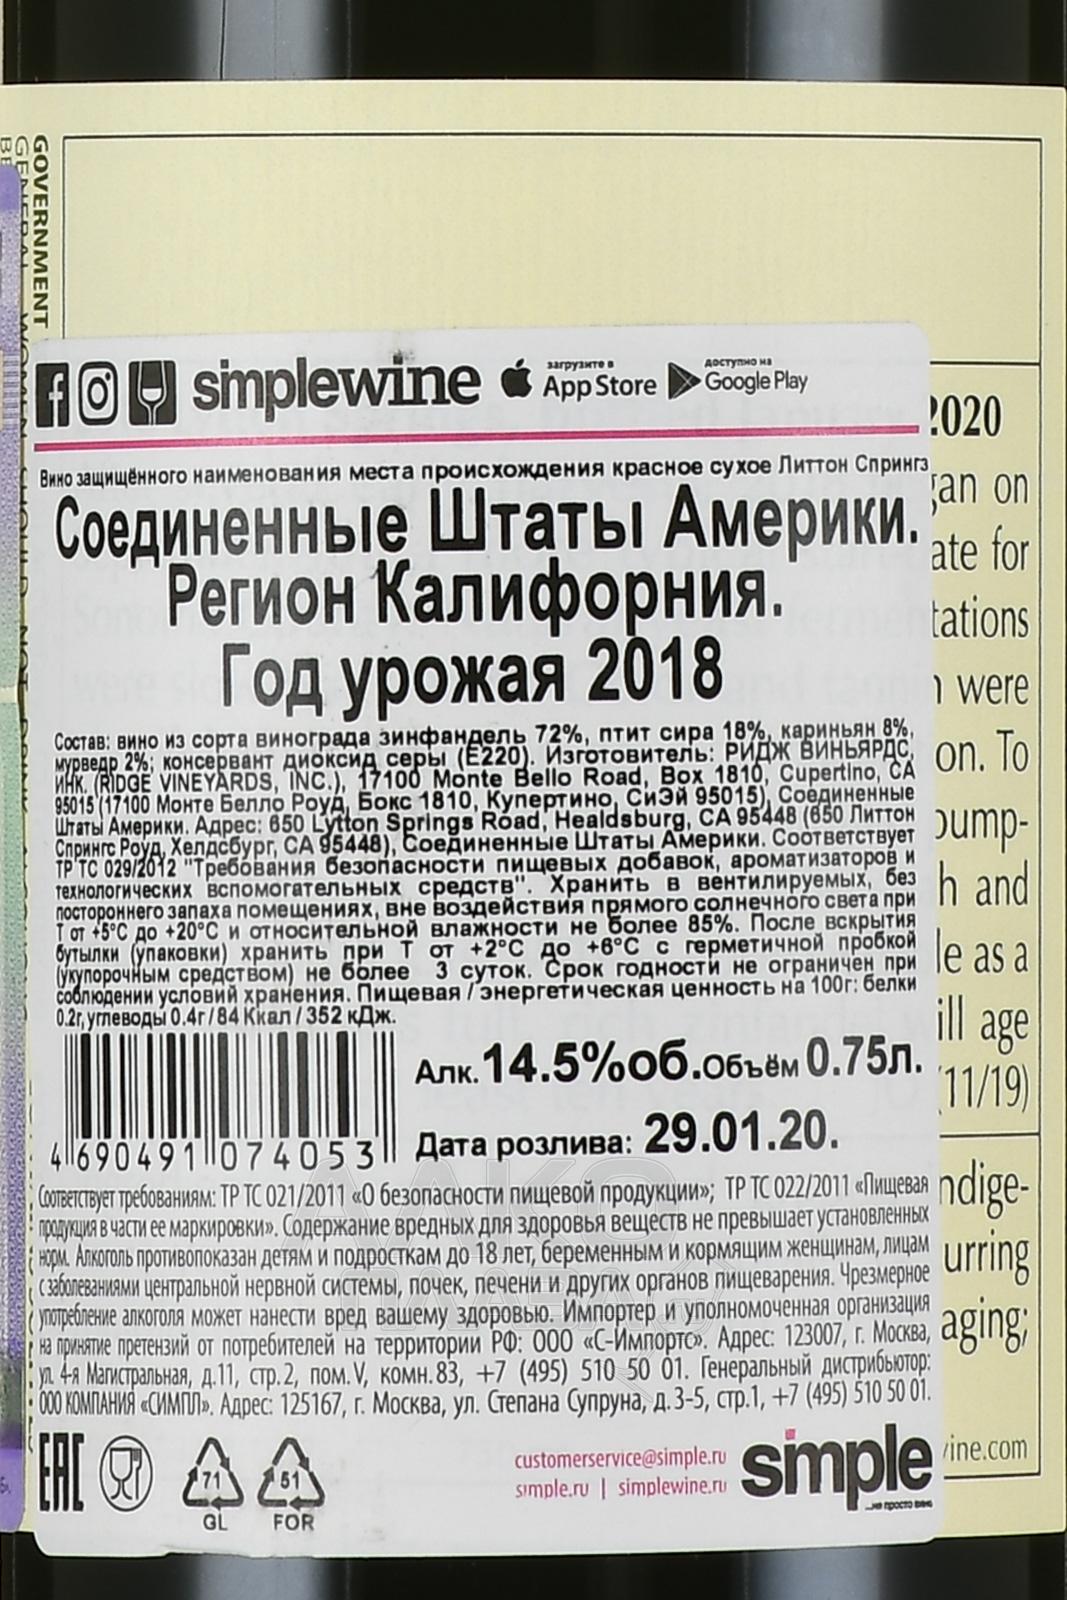 GOVERNMENT
WOMEN SHOULD NOT DRINK
simplewine
загрузите в
App Store
доступно на
Google Play
2020
Вино защищённого наименования места происхождения красное сухое Литтон Спрингз
Соединенные Штаты Америки.
Регион Калифорния.
Год урожая 2018
Состав: вино из сорта винограда зинфандель 72%, птит сира 18%, кариньян 8%,
мурведр 2%; консервант диоксид серы (Е220). Изготовитель: РИДЖ ВИНЬЯРДС,
ИНК. (RIDGE VINEYARDS, INC.), 17100 Monte Bello Road, Box 1810, Cupertino, CA
95015 (17100 Монте Белло Роуд, Бокс 1810, Купертино, СиЭй 95015), Соединенные
Штаты Америки. Адрес: 650 Lytton Springs Road, Healdsburg, CA 95448 (650 Литтон
Спрингс Роуд, Хелдсбург, СА 95448), Соединенные Штаты Америки. Соответствует
ТР ТС 029/2012 "Требования безопасности пищевых добавок, ароматизаторов и
технологических вспомогательных средств". Хранить в вентилируемых, без
постороннего запаха помещениях, вне воздействия прямого солнечного света при
Т от +5°С до +20°С и относительной влажности не более 85%. После вскрытия
бутылки (упаковки) хранить при Т от +2°С до +6°С с герметичной пробкой
(укупорочным средством) не более 3 суток. Срок годности не ограничен при
соблюдении условий хранения. Пищевая / энергетическая ценность на 100г: белки
0.2г, углеводы 0.4г / 84 Ккал / 352 кДж.
Алк. 14.5%об. Объём 0.75л.
Дата розлива: 29.01.20.
4 690491 074053
Соответствует требованиям: ТР ТС 021/2011 «О безопасности пищевой продукции»; ТР ТС 022/2011 «Пищевая
продукция в части ее маркировки». Содержание вредных для здоровья веществ не превышает установленных
норм. Алкоголь противопоказан детям и подросткам до 18 лет, беременным и кормящим женщинам, лицам
с заболеваниями центральной нервной системы, почек, печени и других органов пищеварения. Чрезмерное
употребление алкоголя может нанести вред вашему здоровью. Импортер и уполномоченная организация
на принятие претензий от потребителей на территории РФ: ООО «С-Импортс». Адрес: 123007, г. Москва,
ул. 4-я Магистральная, д.11, стр.2, пом.V, комн.83, +7 (495) 510 50 01. Генеральный дистрибьютор:
ООО КОМПАНИЯ «СИМПЛ». Адрес: 125167, г. Москва, ул. Степана Супруна, д.3-5, стр.1, +7 (495) 510 50 01.
EAC
71
GL
51
FOR
customerservice@simple.ru
simple.ru | simplewine.ru
simple
...не просто вино
gan on
ate for
tations
were
on. To
pump-
h and
le as a
ill age
(11/19)
ndige-
urring
aging;
ine.com